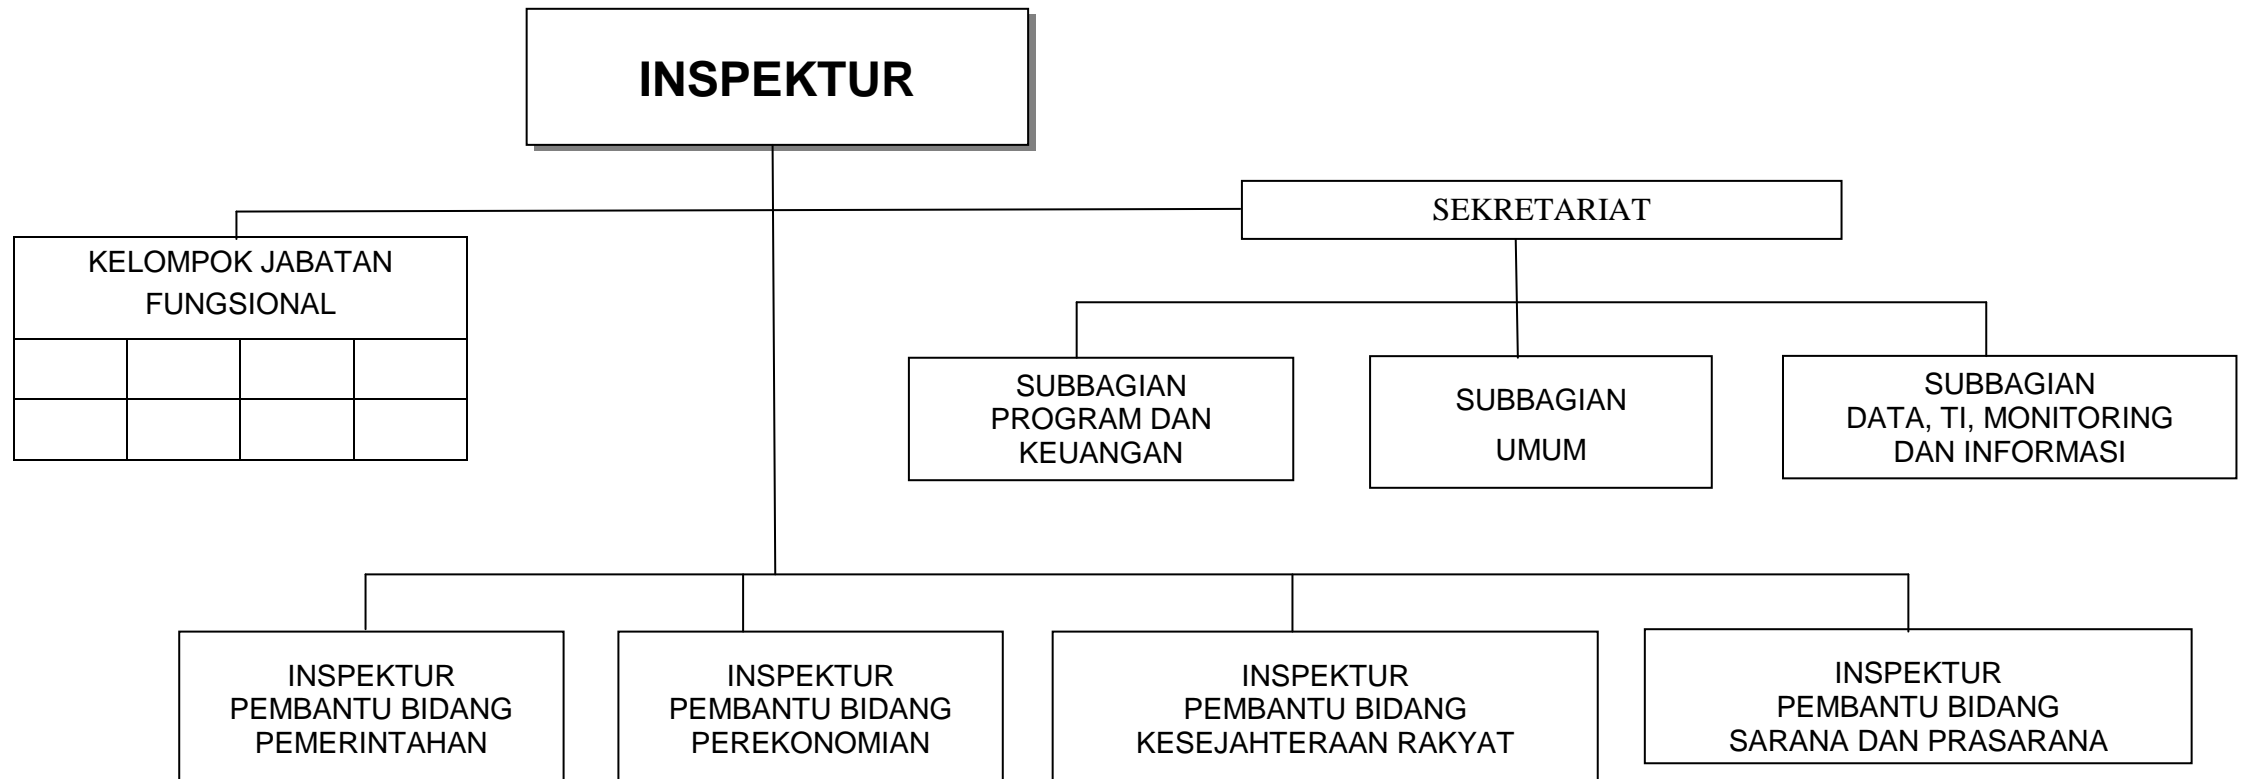 INSPEKTUR
SEKRETARIAT
KELOMPOK JABATAN
FUNGSIONAL
SUBBAGIAN
PROGRAM DAN
KEUANGAN
SUBBAGIAN
UMUM
SUBBAGIAN
DATA, TI, MONITORING
DAN INFORMASI
INSPEKTUR
PEMBANTU BIDANG
PEMERINTAHAN
INSPEKTUR
PEMBANTU BIDANG
PEREKONOMIAN
INSPEKTUR
PEMBANTU BIDANG
KESEJAHTERAAN RAKYAT
INSPEKTUR
PEMBANTU BIDANG
SARANA DAN PRASARANA